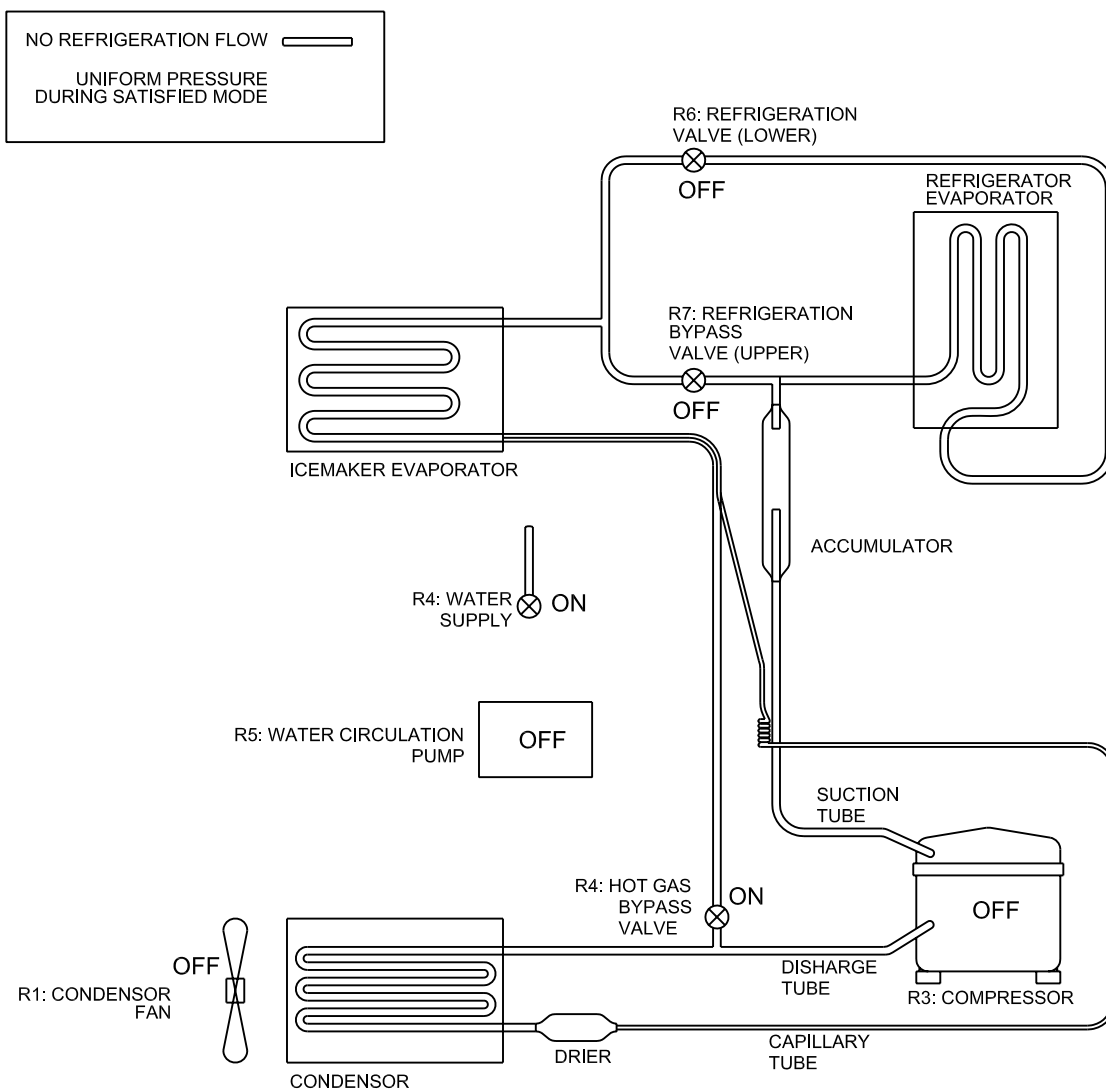 NO REFRIGERATION FLOW
UNIFORM PRESSURE
DURING SATISFIED MODE
R6: REFRIGERATION
VALVE (LOWER)
OFF
REFRIGERATOR
EVAPORATOR
R7: REFRIGERATION
BYPASS
VALVE (UPPER)
OFF
ICEMAKER EVAPORATOR
ACCUMULATOR
R4: WATER
SUPPLY
ON
R5: WATER CIRCULATION
PUMP
OFF
SUCTION
TUBE
R4: HOT GAS
BYPASS
VALVE
ON
OFF
OFF
R1: CONDENSOR
FAN
DISHARGE
TUBE
R3: COMPRESSOR
DRIER
CAPILLARY
TUBE
CONDENSOR